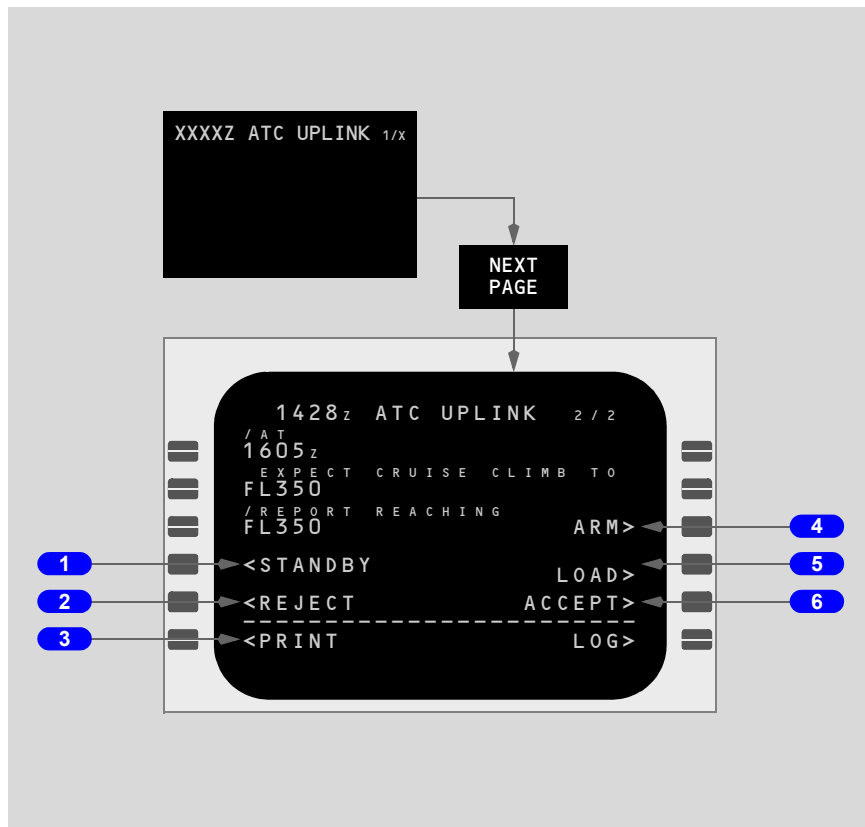 XXXXZ ATC UPLINK 1/X
NEXT
PAGE
1428z ATC UPLINK 2/2
/AT
1605z
EXPECT CRUISE CLIMB TO
FL350
/REPORT REACHING
FL350 ARM> 4
1 <STANDBY 5
LOAD>
2 <REJECT ACCEPT> 6
------------------------
3 <PRINT LOG>